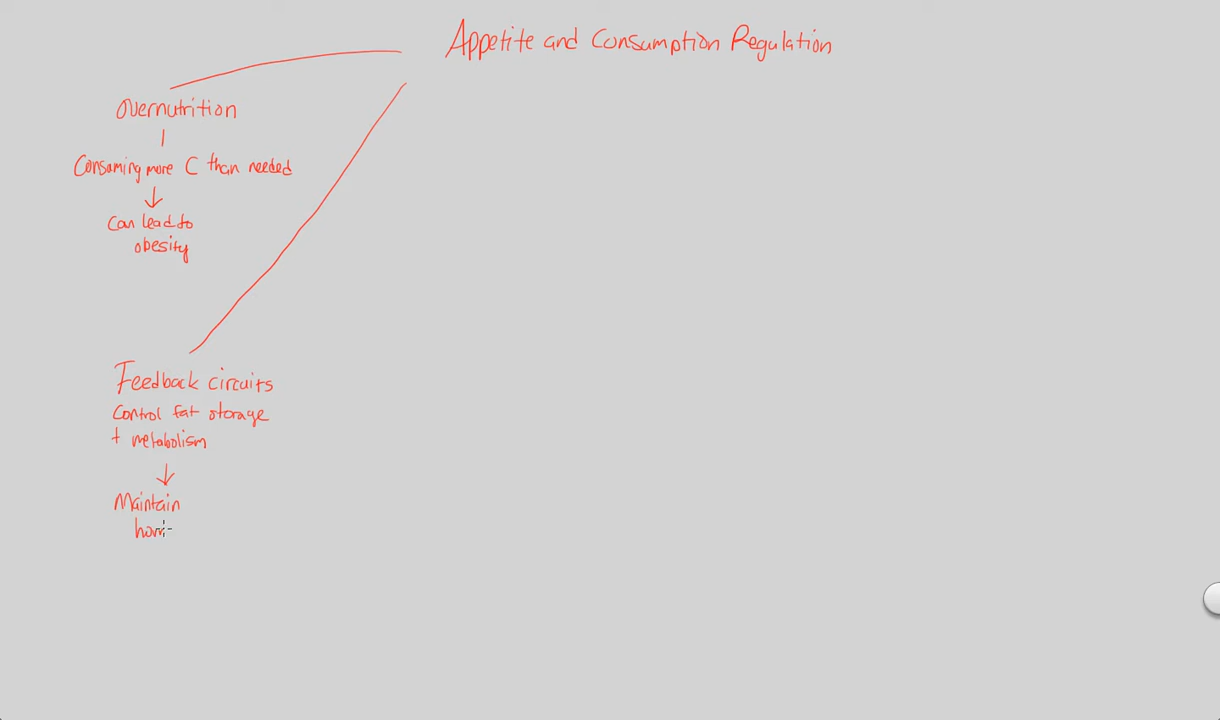 Appetite and Consumption Regulation
Overnutrition
Consuming more C than needed
Can lead to
obesity
Feedback circuits
Control fat storage
+ metabolism
Maintain
hom